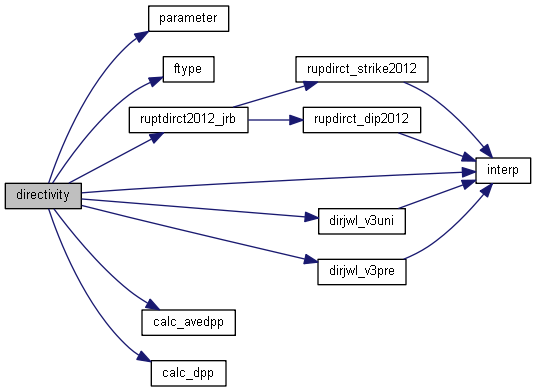 parameter
ftype
rupdirct_strike2012
ruptdirct2012_jrb
rupdirct_dip2012
interp
directivity
dirjwl_v3uni
dirjwl_v3pre
calc_avedpp
calc_dpp